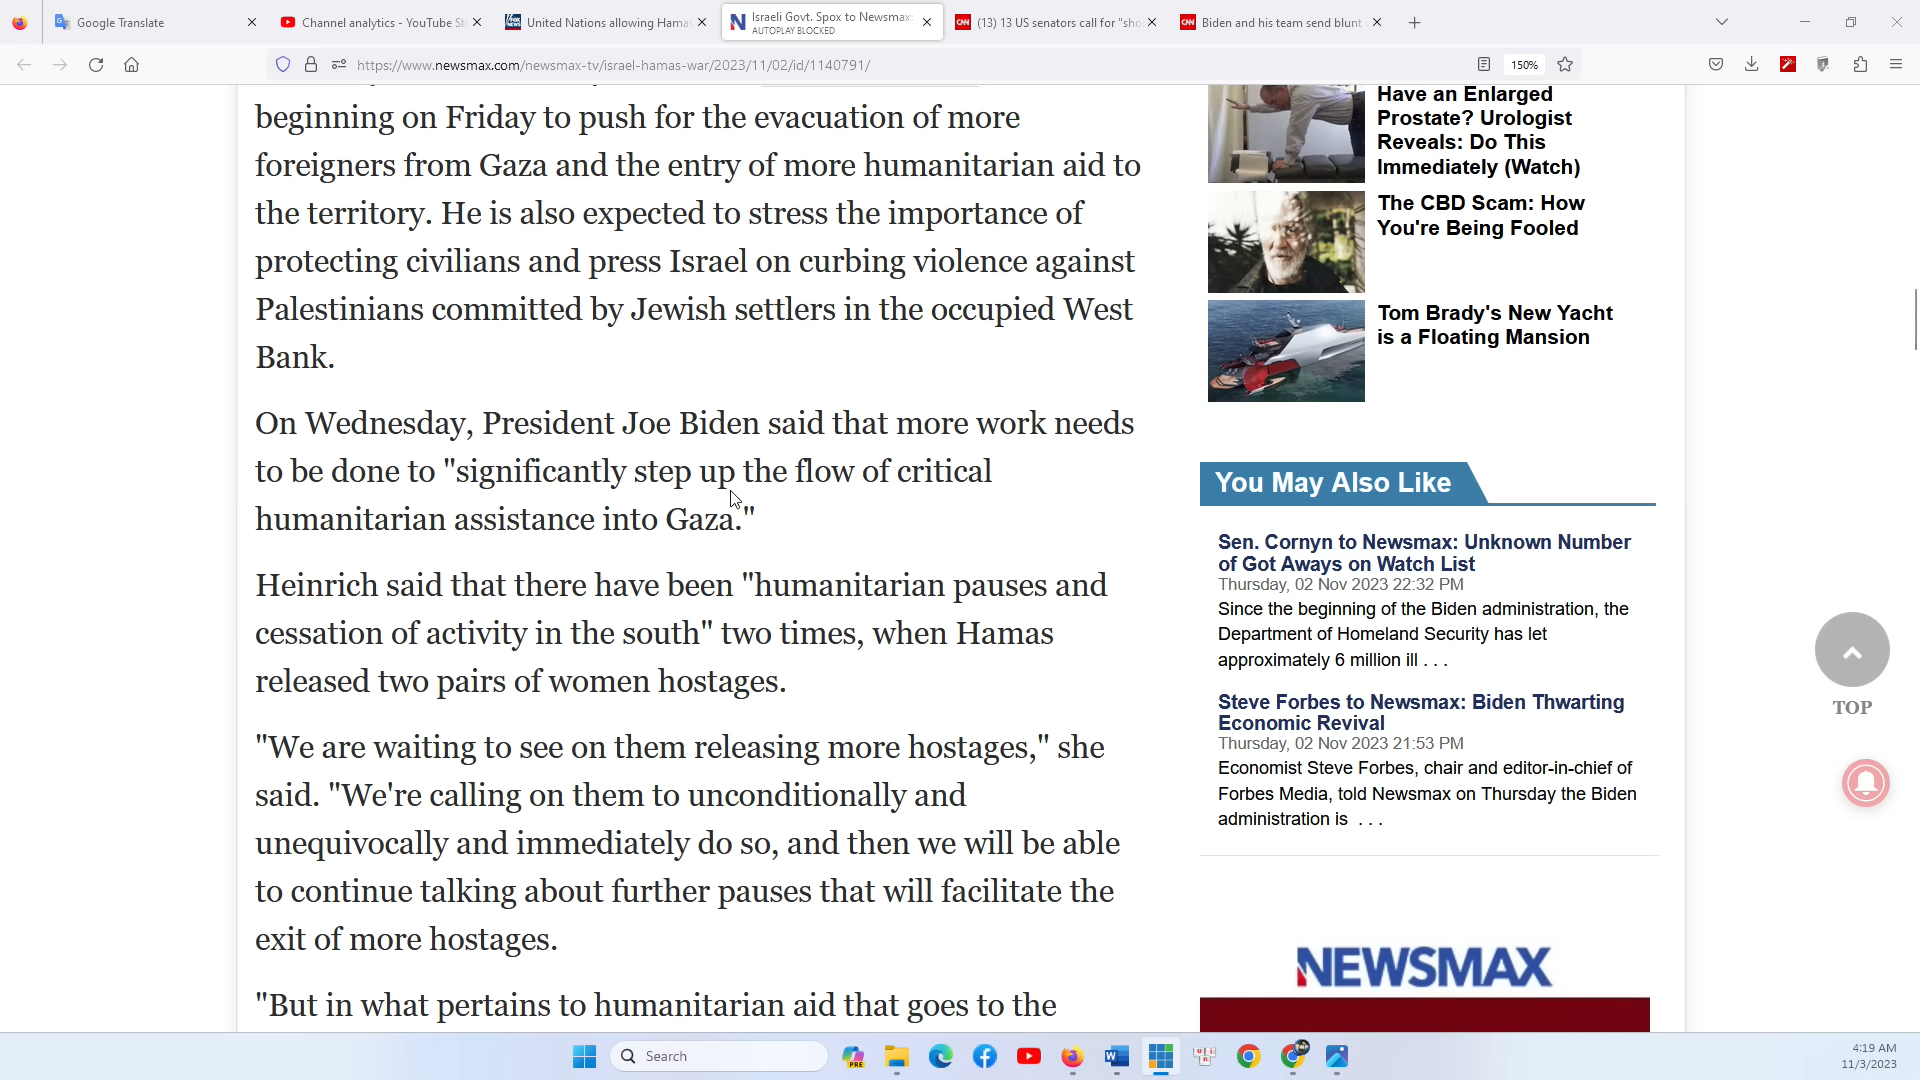 Google Translate
Channel analytics - YouTube St
United Nations allowing Hamas
Israeli Govt. Spox to Newsmax:
AUTOPLAY BLOCKED
(13) 13 US senators call for "sho
Biden and his team send blunt
https://www.newsmax.com/newsmax-tv/israel-hamas-war/2023/11/02/id/1140791/
150%
beginning on Friday to push for the evacuation of more
foreigners from Gaza and the entry of more humanitarian aid to
the territory. He is also expected to stress the importance of
protecting civilians and press Israel on curbing violence against
Palestinians committed by Jewish settlers in the occupied West
Bank.
On Wednesday, President Joe Biden said that more work needs
to be done to "significantly step up the flow of critical
humanitarian assistance into Gaza."
Heinrich said that there have been "humanitarian pauses and
cessation of activity in the south" two times, when Hamas
released two pairs of women hostages.
"We are waiting to see on them releasing more hostages," she
said. "We're calling on them to unconditionally and
unequivocally and immediately do so, and then we will be able
to continue talking about further pauses that will facilitate the
exit of more hostages.
"But in what pertains to humanitarian aid that goes to the
Have an Enlarged
Prostate? Urologist
Reveals: Do This
Immediately (Watch)
The CBD Scam: How
You're Being Fooled
Tom Brady's New Yacht
is a Floating Mansion
You May Also Like
Sen. Cornyn to Newsmax: Unknown Number
of Got Aways on Watch List
Thursday, 02 Nov 2023 22:32 PM
Since the beginning of the Biden administration, the
Department of Homeland Security has let
approximately 6 million ill . . .
Steve Forbes to Newsmax: Biden Thwarting
Economic Revival
Thursday, 02 Nov 2023 21:53 PM
Economist Steve Forbes, chair and editor-in-chief of
Forbes Media, told Newsmax on Thursday the Biden
administration is . . .
NEWSMAX
TOP
Search
4:19 AM
11/3/2023